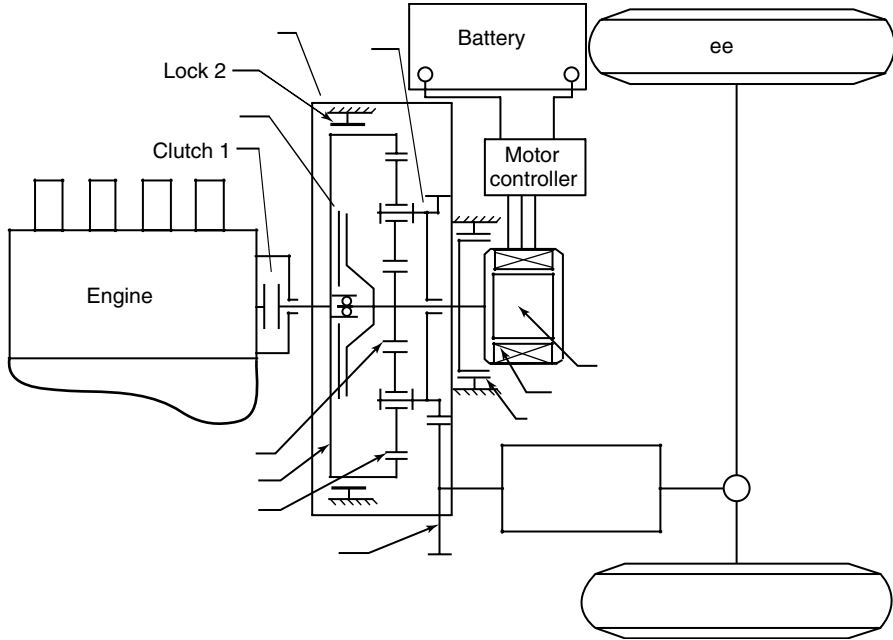 Battery
ee
Lock 2
Clutch 1
Motor
controller
Engine